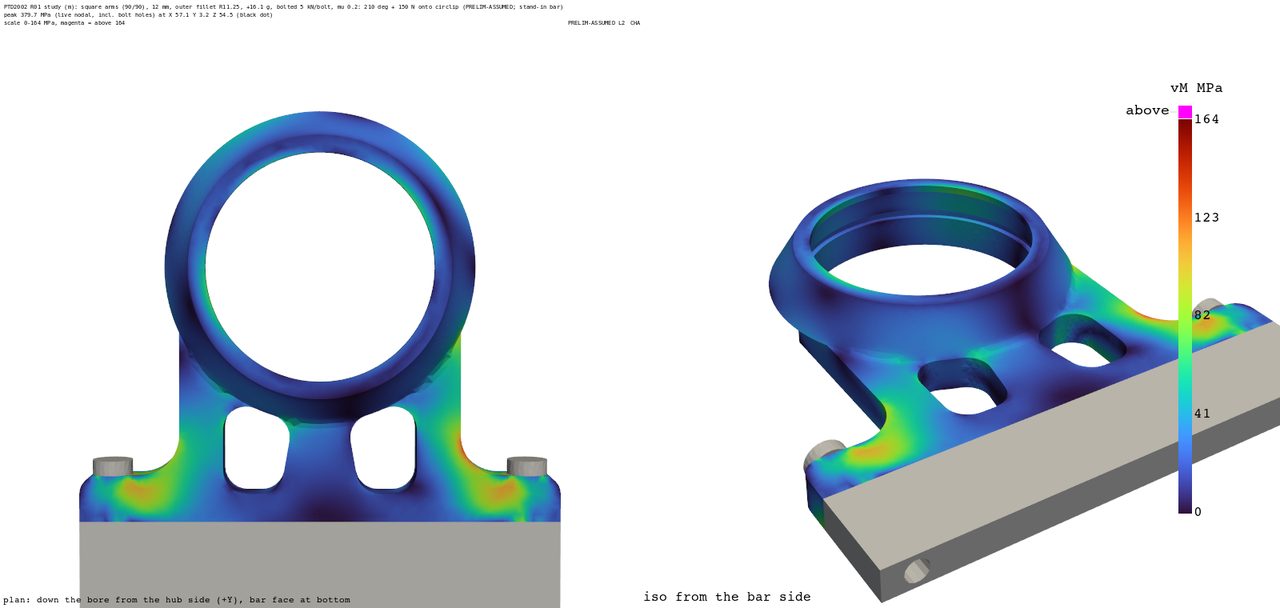 PTD2002 R01 study (m): square arms (90/90), 12 mm, outer fillet R11.25, +16.1 g, bolted 5 kN/bolt, mu 0.2: 210 deg + 150 N onto circlip (PRELIM-ASSUMED; stand-in bar)
peak 379.7 MPa (live nodal, incl. bolt holes) at X 57.1 Y 3.2 Z 54.5 (black dot)
scale 0-164 MPa, magenta = above 164
PRELIM-ASSUMED L2 CHA
vM MPa
above
164
123
82
41
0
plan: down the bore from the hub side (+Y), bar face at bottom
iso from the bar side